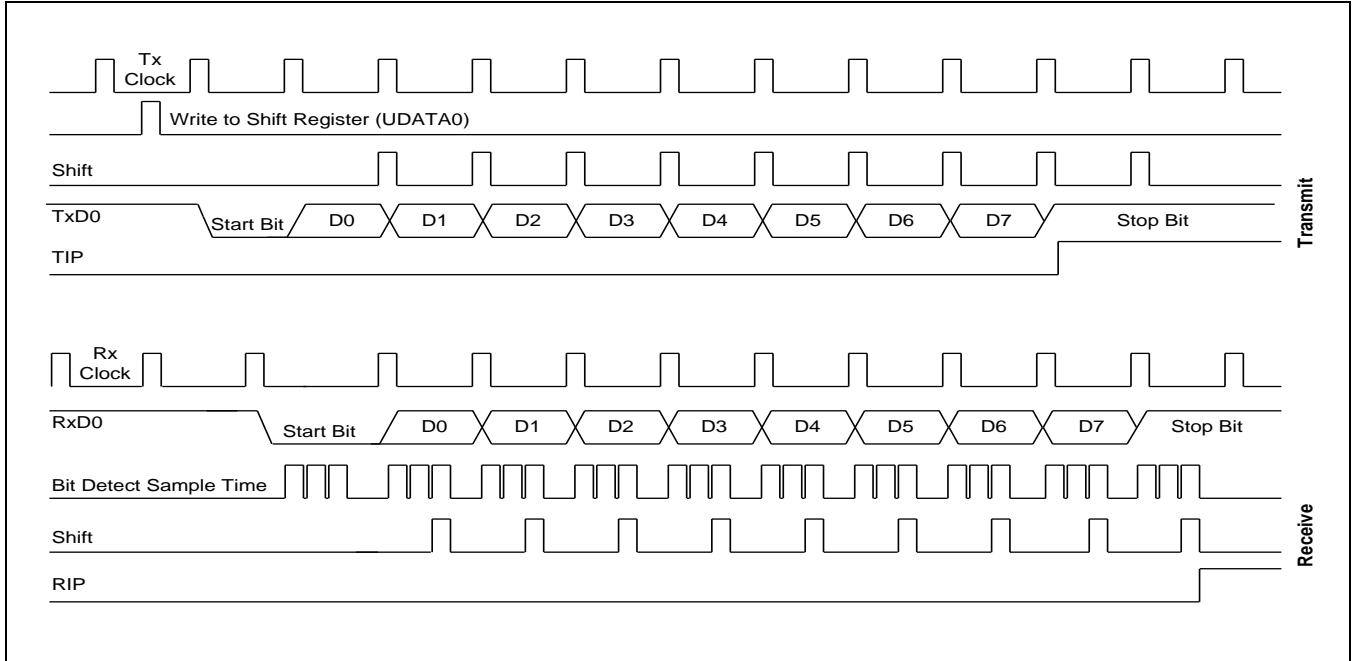 Tx
Clock
Write to Shift Register (UDATA0)
Shift
TxD0
Start Bit D0 D1 D2 D3 D4 D5 D6 D7 Stop Bit
TIP
Transmit
Rx
Clock
RxD0
Start Bit D0 D1 D2 D3 D4 D5 D6 D7 Stop Bit
Bit Detect Sample Time
Shift
RIP
Receive